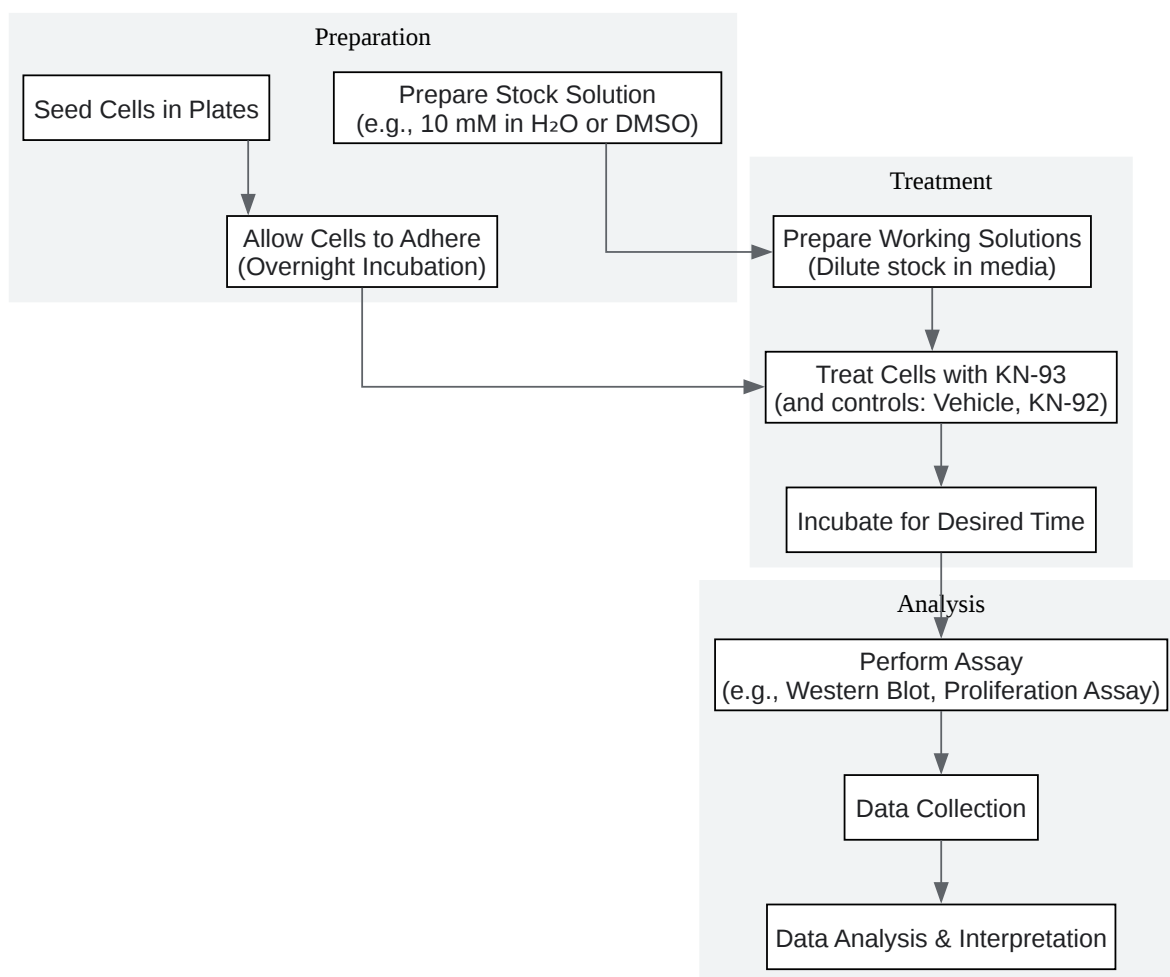 Preparation
Seed Cells in Plates
Prepare Stock Solution
(e.g., 10 mM in H₂O or DMSO)
Allow Cells to Adhere
(Overnight Incubation)
Treatment
Prepare Working Solutions
(Dilute stock in media)
Treat Cells with KN-93
(and controls: Vehicle, KN-92)
Incubate for Desired Time
Analysis
Perform Assay
(e.g., Western Blot, Proliferation Assay)
Data Collection
Data Analysis & Interpretation